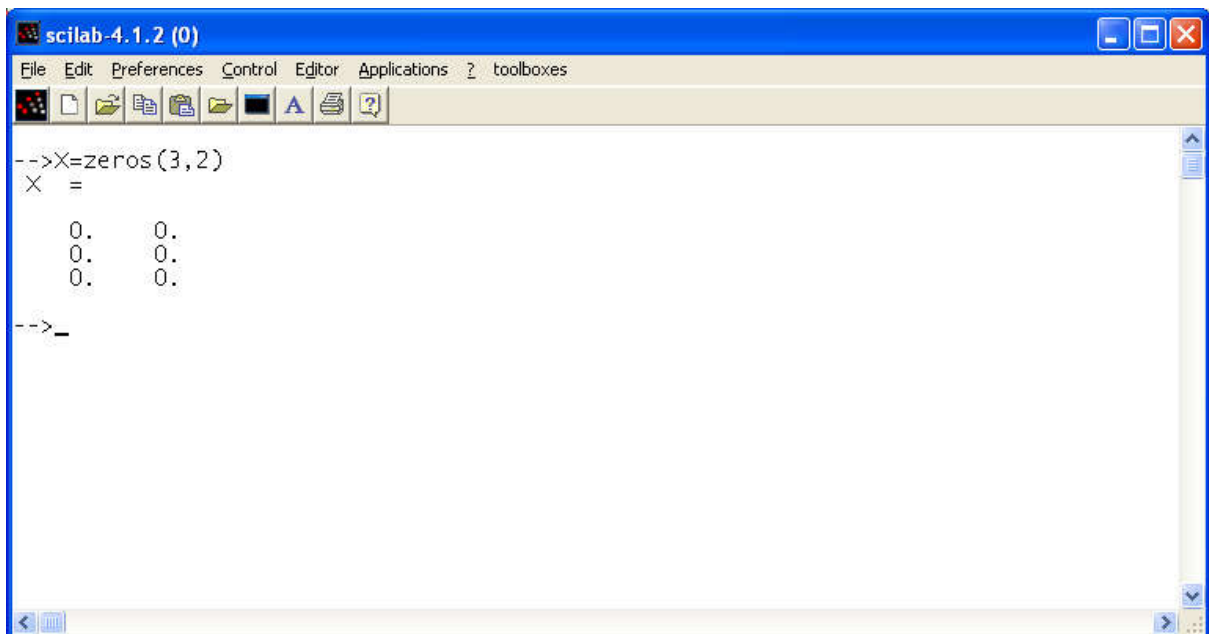 scilab-4.1.2 (0)
File Edit Preferences Control Editor Applications ? toolboxes
A ?
-->X=zeros(3,2)
X =
0. 0.
0. 0.
0. 0.
-->_